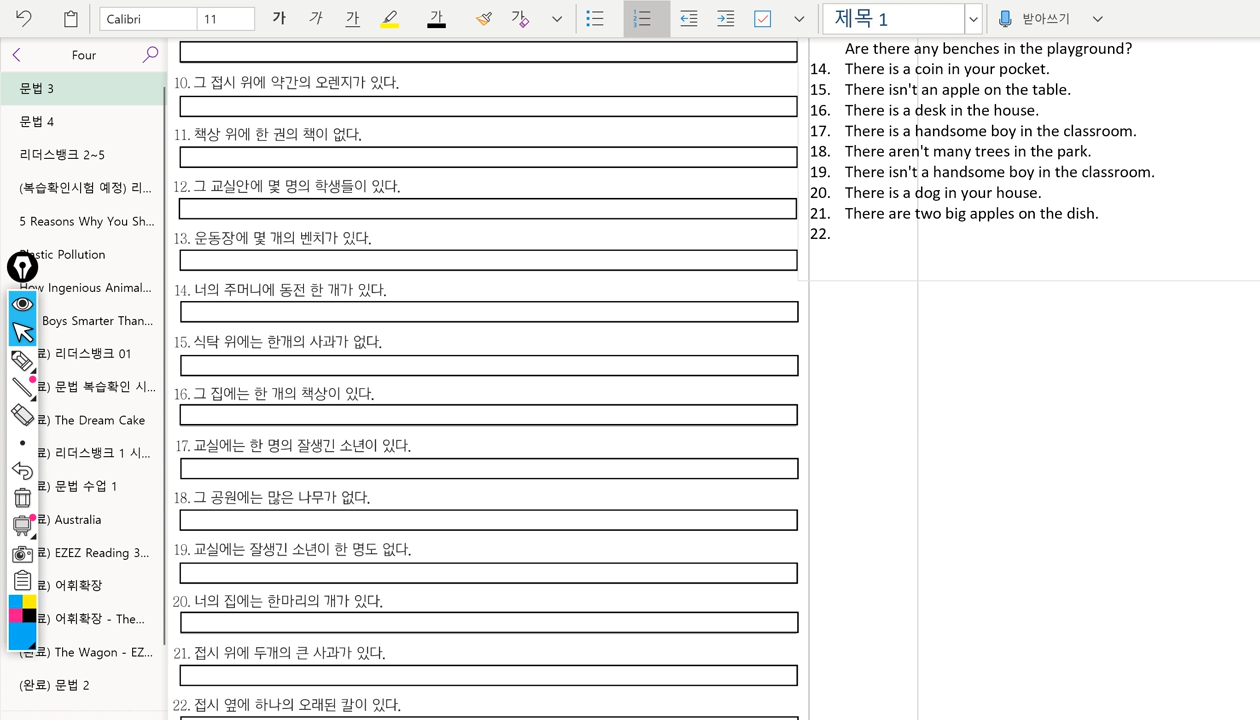 Calibri
11
가
가
가
가
가
제목 1
받아쓰기
Four
문법 3
문법 4
리더스뱅크 2~5
(복습확인시험 예정) 리...
5 Reasons Why You Sh...
Plastic Pollution
How Ingenious Animal...
Boys Smarter Than...
료) 리더스뱅크 01
료) 문법 복습확인 시...
료) The Dream Cake
료) 리더스뱅크 1 시...
료) 문법 수업 1
료) Australia
료) EZEZ Reading 3...
료) 어휘확장
료) 어휘확장 - The...
(완료) The Wagon - EZ...
(완료) 문법 2
10. 그 접시 위에 약간의 오렌지가 있다.
11. 책상 위에 한 권의 책이 없다.
12. 그 교실안에 몇 명의 학생들이 있다.
13. 운동장에 몇 개의 벤치가 있다.
14. 너의 주머니에 동전 한 개가 있다.
15. 식탁 위에는 한개의 사과가 없다.
16. 그 집에는 한 개의 책상이 있다.
17. 교실에는 한 명의 잘생긴 소년이 있다.
18. 그 공원에는 많은 나무가 없다.
19. 교실에는 잘생긴 소년이 한 명도 없다.
20. 너의 집에는 한마리의 개가 있다.
21. 접시 위에 두개의 큰 사과가 있다.
22. 접시 옆에 하나의 오래된 칼이 있다.
Are there any benches in the playground?
14. There is a coin in your pocket.
15. There isn't an apple on the table.
16. There is a desk in the house.
17. There is a handsome boy in the classroom.
18. There aren't many trees in the park.
19. There isn't a handsome boy in the classroom.
20. There is a dog in your house.
21. There are two big apples on the dish.
22.